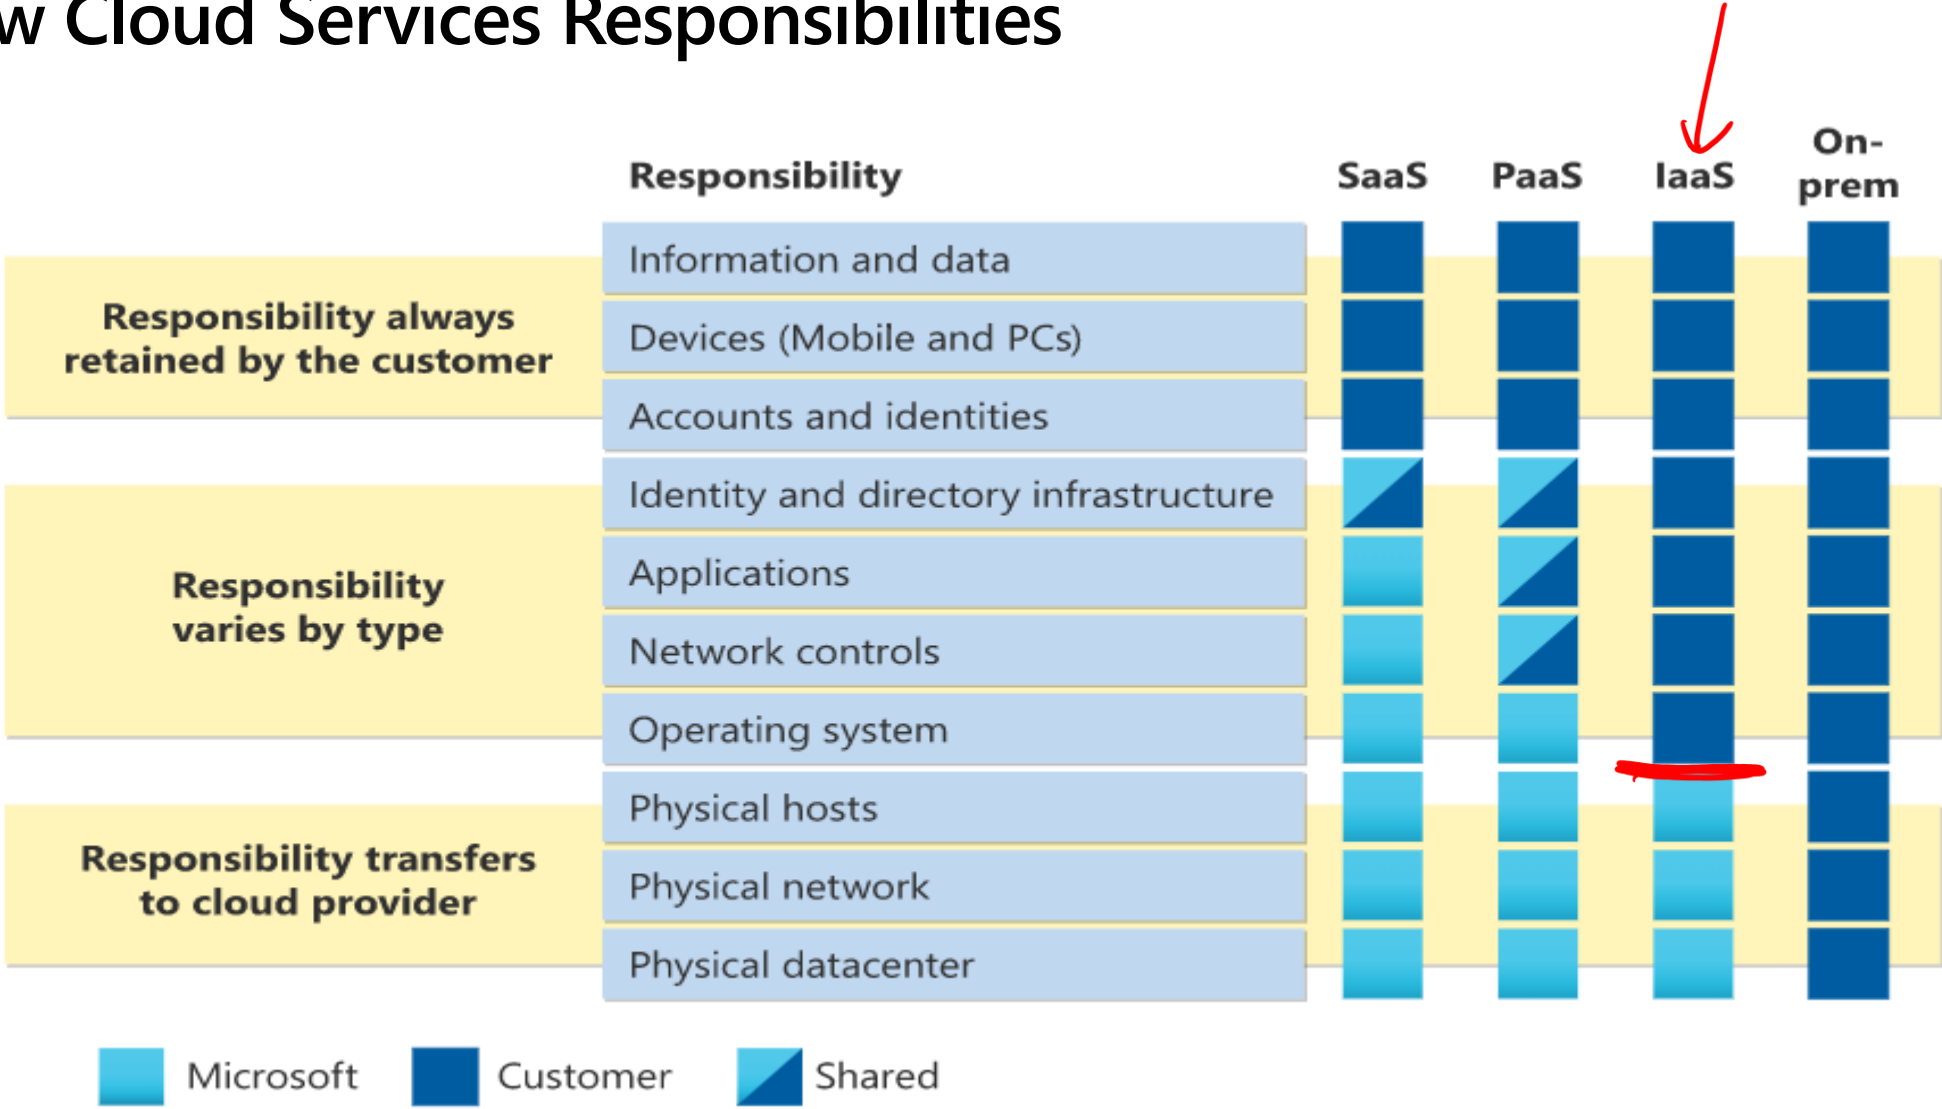 w Cloud Services Responsibilities
Responsibility SaaS PaaS IaaS On-
prem
Information and data
Responsibility always
retained by the customer
Devices (Mobile and PCs)
Accounts and identities
Identity and directory infrastructure
Responsibility
varies by type
Applications
Network controls
Operating system
Physical hosts
Responsibility transfers
to cloud provider
Physical network
Physical datacenter
Microsoft Customer Shared